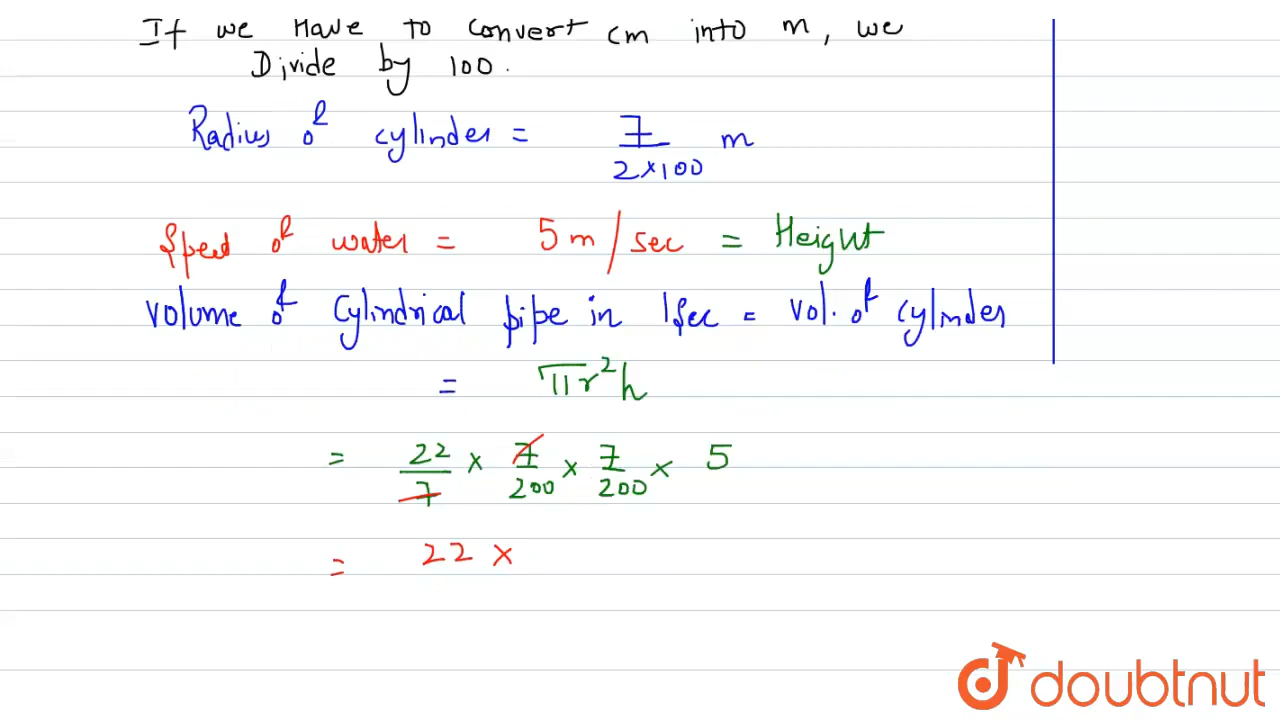 If we Have to convert cm into m, we
Divide by 100.
Radius of cylinder = 7/(2×100) m
Speed of water = 5m/sec = Height
Volume of Cylindrical pipe in 1sec = Vol. of cylinder
= πr²h
= 22/7 × 7/200 × 7/200 × 5
= 22 ×
doubtnut